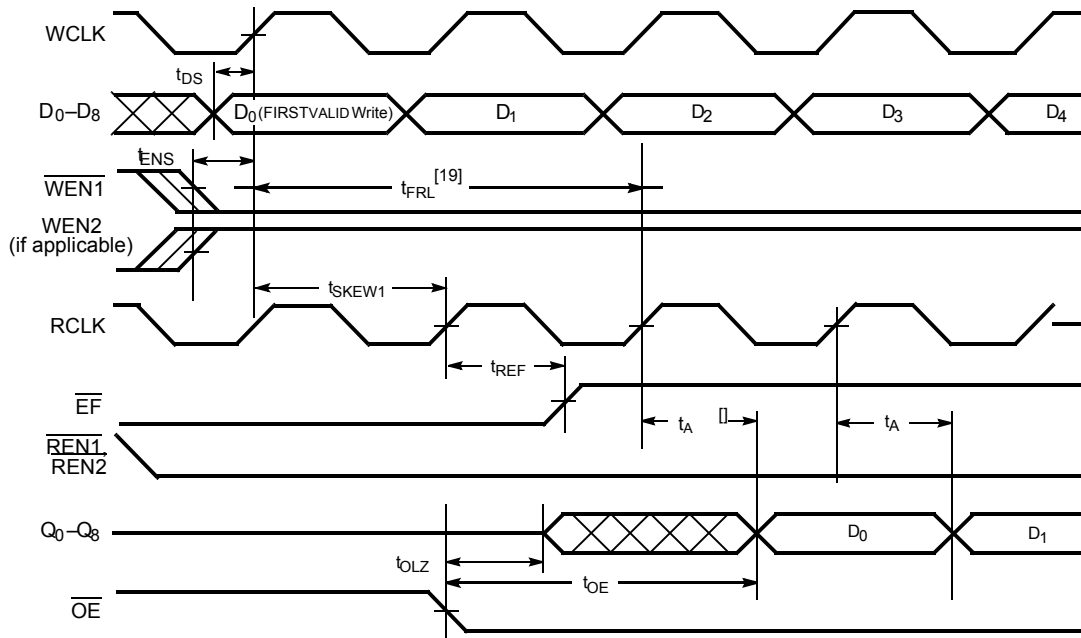 WCLK
tDS
D0–D8
D0 (FIRSTVALID Write)
D1
D2
D3
D4
tENS
WEN1
tFRL [19]
WEN2
(if applicable)
tSKEW1
RCLK
tREF
EF
tA []
tA
REN1,
REN2
Q0–Q8
D0
D1
tOLZ
tOE
OE